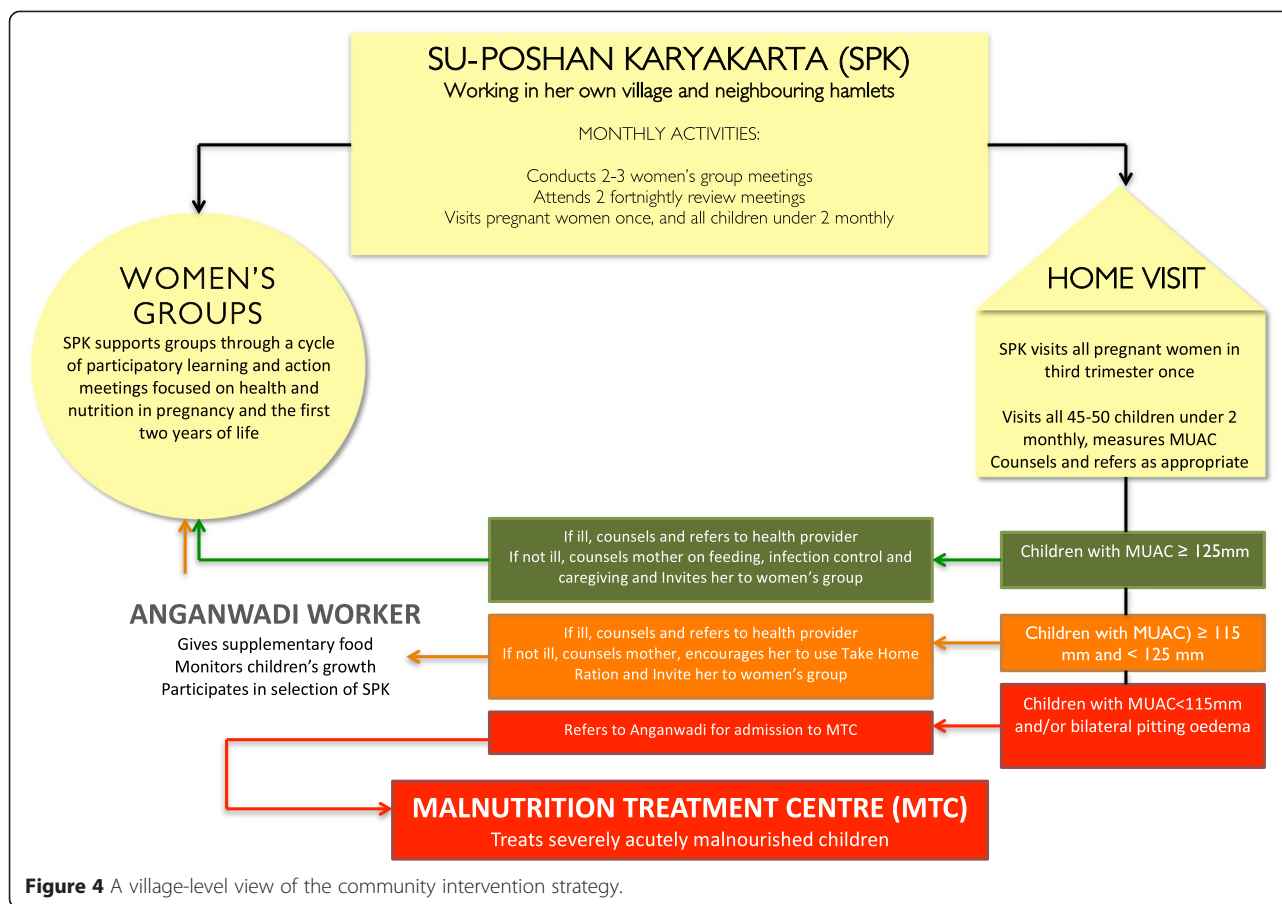 SU-POSHAN KARYAKARTA (SPK)
Working in her own village and neighbouring hamlets
MONTHLY ACTIVITIES:
Conducts 2-3 women's group meetings
Attends 2 fortnightly review meetings
Visits pregnant women once, and all children under 2 monthly
WOMEN'S
GROUPS
SPK supports groups through a cycle
of participatory learning and action
meetings focused on health and
nutrition in pregnancy and the first
two years of life
HOME VISIT
SPK visits all pregnant women in
third trimester once
Visits all 45-50 children under 2
monthly, measures MUAC
Counsels and refers as appropriate
If ill, counsels and refers to health provider
If not ill, counsels mother on feeding, infection control and
caregiving and Invites her to women's group
Children with MUAC ≥ 125mm
ANGANWADI WORKER
Gives supplementary food
Monitors children's growth
Participates in selection of SPK
If ill, counsels and refers to health provider
If not ill, counsels mother, encourages her to use Take Home
Ration and Invite her to women's group
Children with MUAC) ≥ 115
mm and < 125 mm
Refers to Anganwadi for admission to MTC
Children with MUAC<115mm
and/or bilateral pitting oedema
MALNUTRITION TREATMENT CENTRE (MTC)
Treats severely acutely malnourished children
Figure 4 A village-level view of the community intervention strategy.